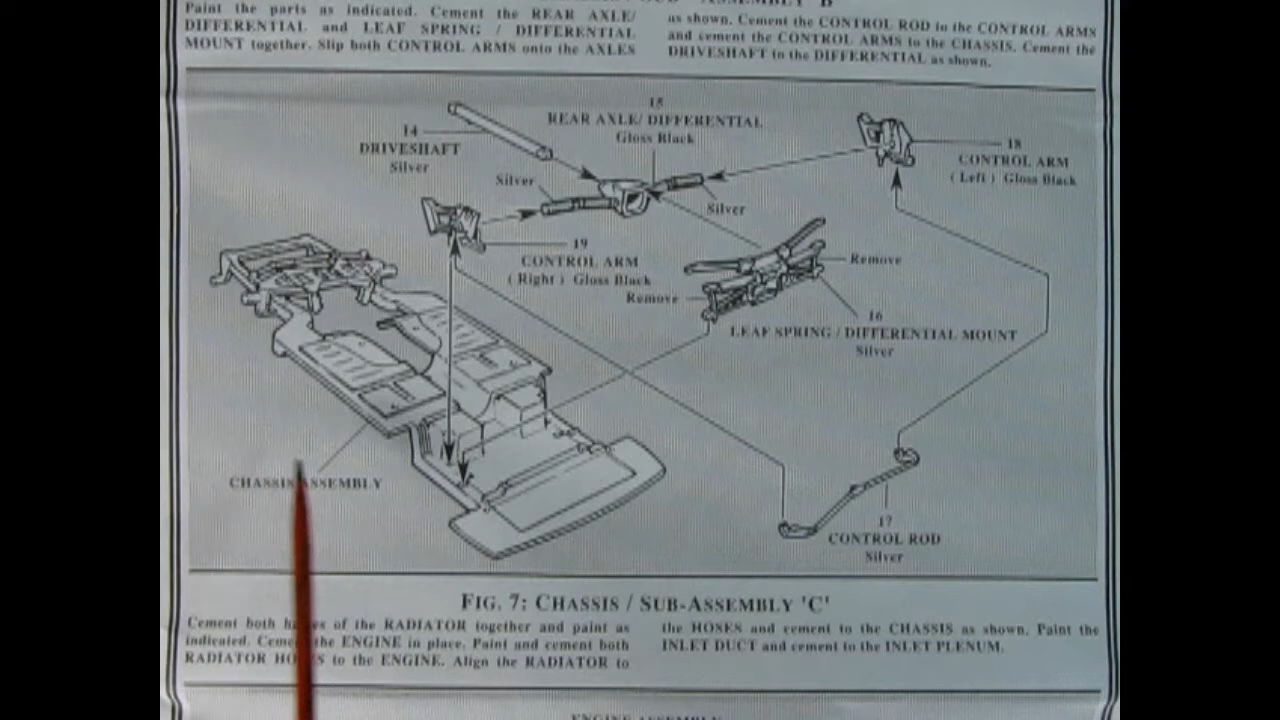 Paint the parts as indicated. Cement the REAR AXLE/
DIFFERENTIAL and LEAF SPRING / DIFFERENTIAL
MOUNT together. Slip both CONTROL ARMS onto the AXLES
as shown. Cement the CONTROL ROD to the CONTROL ARMS
and cement the CONTROL ARMS to the CHASSIS. Cement the
DRIVESHAFT to the DIFFERENTIAL as shown.
15
REAR AXLE/ DIFFERENTIAL
Gloss Black
14
DRIVESHAFT
Silver
18
CONTROL ARM
( Left ) Gloss Black
Silver
Silver
19
CONTROL ARM
( Right ) Gloss Black
Remove
Remove
16
LEAF SPRING / DIFFERENTIAL MOUNT
Silver
CHASSIS ASSEMBLY
17
CONTROL ROD
Silver
FIG. 7: CHASSIS / SUB-ASSEMBLY 'C'
Cement both of the RADIATOR together and paint as
indicated. the ENGINE in place. Paint and cement both
RADIATOR to the ENGINE. Align the RADIATOR to
the HOSES and cement to the CHASSIS as shown. Paint the
INLET DUCT and cement to the INLET PLENUM.
ENGINE ASSEMBLY